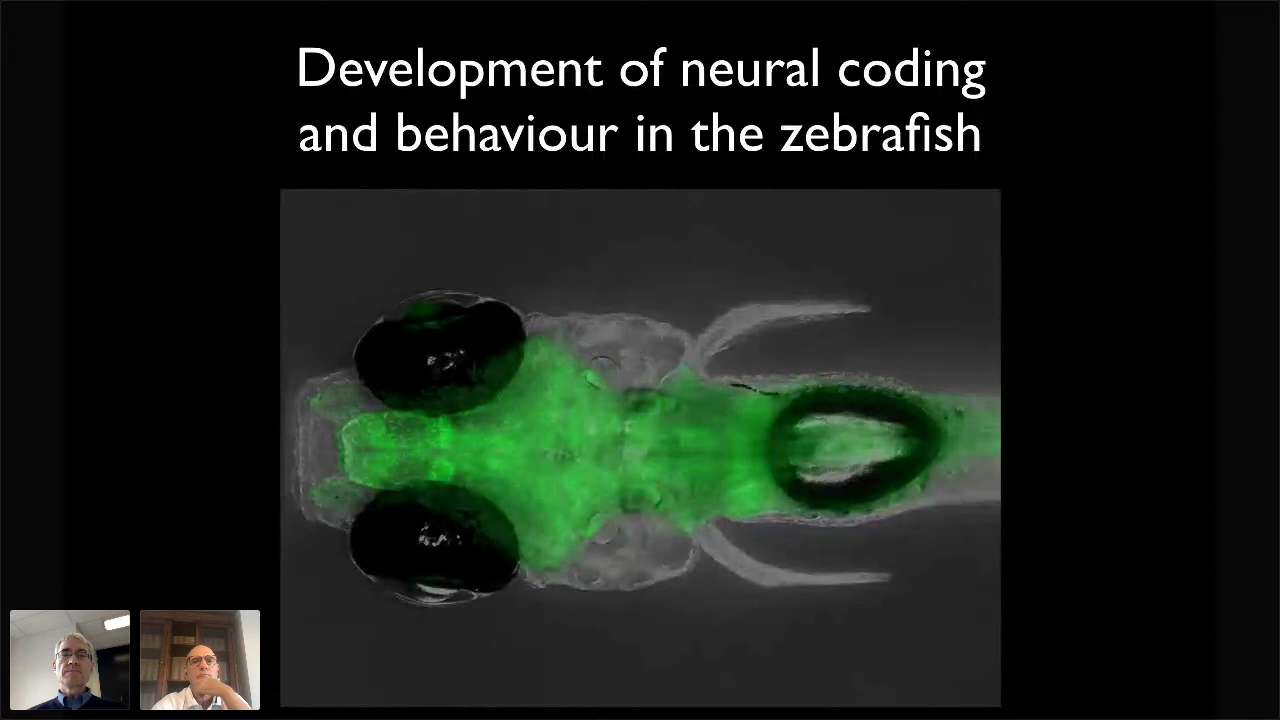 Development of neural coding
and behaviour in the zebrafish